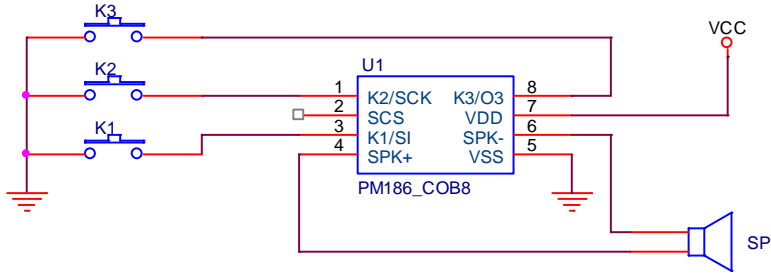 K3
VCC
K2
U1
1 K2/SCK K3/O3 8
2 SCS VDD 7
K1
3 K1/SI SPK- 6
4 SPK+ VSS 5
PM186_COB8
SP